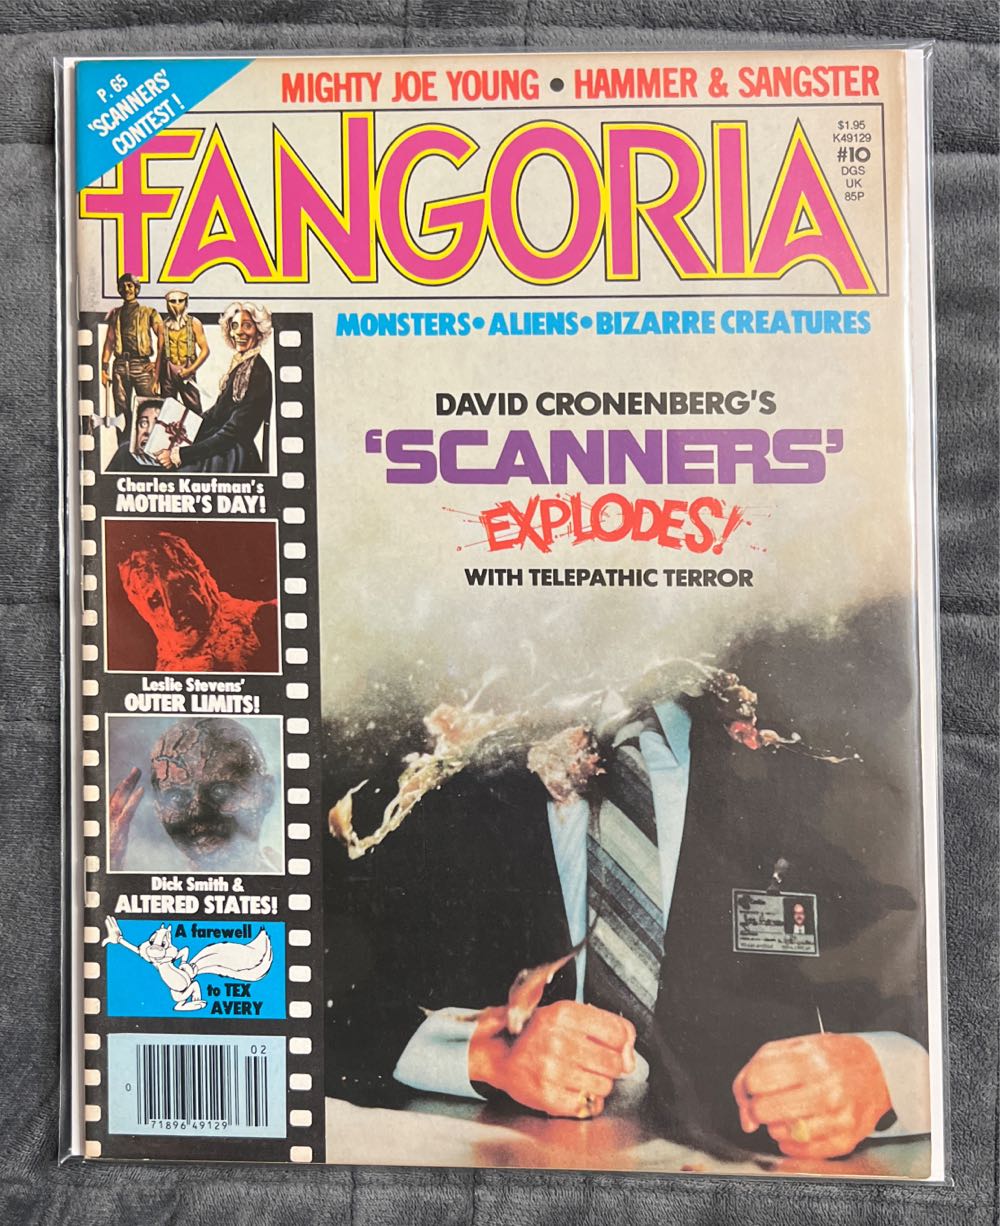 P. 65
'SCANNERS'
CONTEST!
MIGHTY JOE YOUNG • HAMMER & SANGSTER
FANGORIA
$1.95
K49129
#10
DGS
UK
85P
MONSTERS • ALIENS • BIZARRE CREATURES
DAVID CRONENBERG'S
'SCANNERS'
EXPLODES!
WITH TELEPATHIC TERROR
Charles Kaufman's
MOTHER'S DAY!
Leslie Stevens'
OUTER LIMITS!
Dick Smith &
ALTERED STATES!
A farewell
to TEX
AVERY
02
0
71896 49129